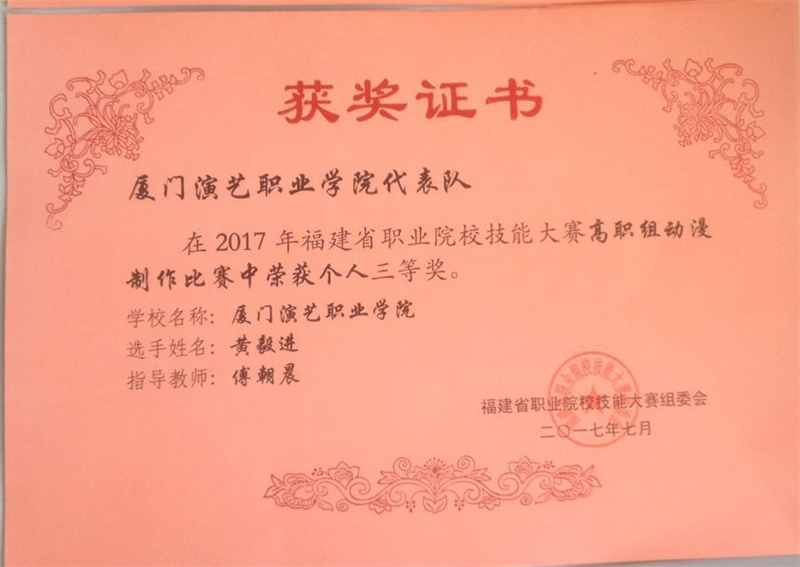 获奖证书
厦门演艺职业学院代表队
在2017年福建省职业院校技能大赛高职组动漫
制作比赛中荣获个人三等奖。
学校名称：厦门演艺职业学院
选手姓名：黄毅进
指导教师：傅朝晨
福建省职业院校技能大赛组委会
二〇一七年七月